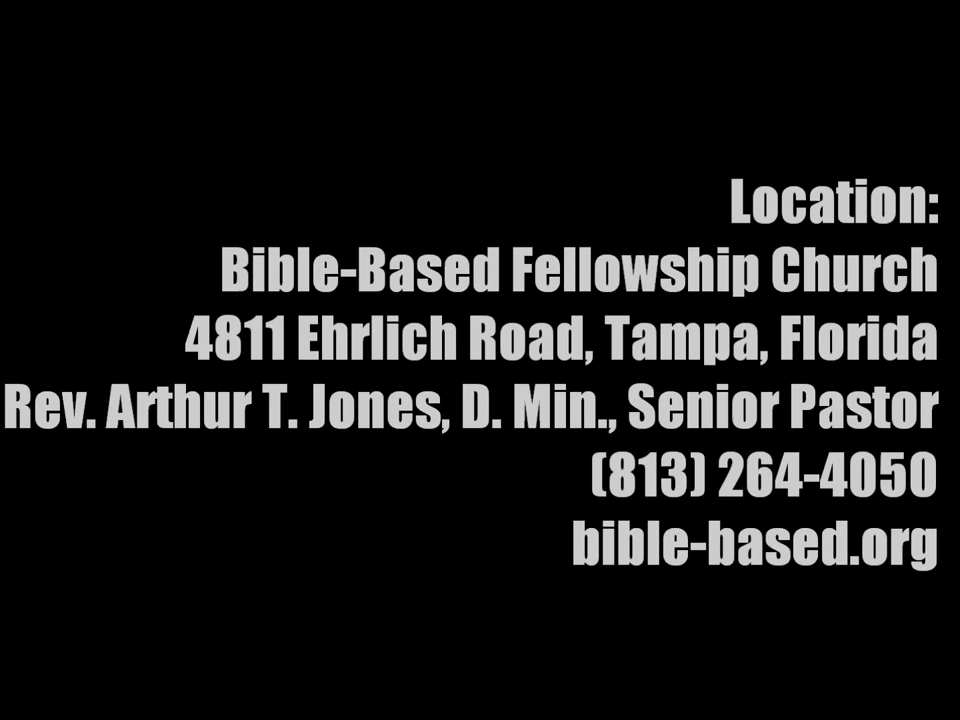 Location:
Bible-Based Fellowship Church
4811 Ehrlich Road, Tampa, Florida
Rev. Arthur T. Jones, D. Min., Senior Pastor
(813) 264-4050
bible-based.org